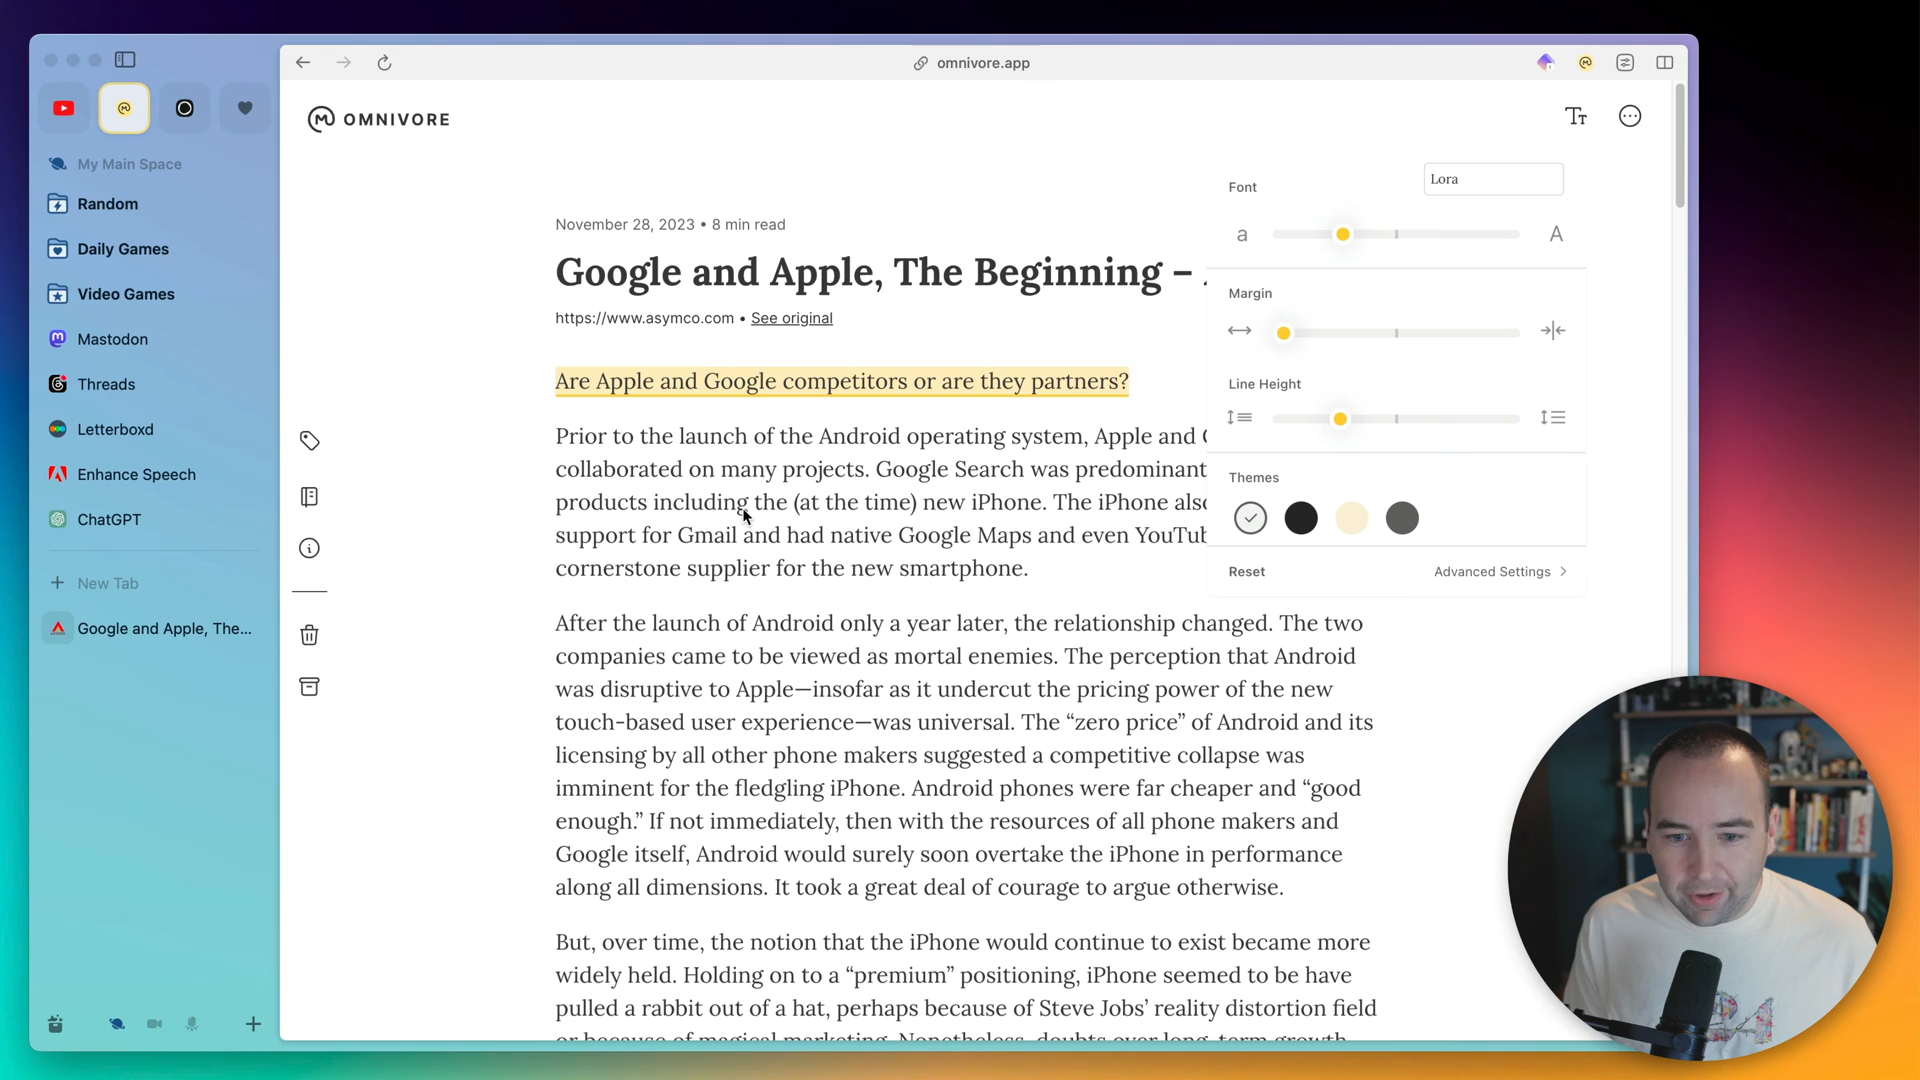 omnivore.app
My Main Space
Random
Daily Games
Video Games
Mastodon
Threads
Letterboxd
Enhance Speech
ChatGPT
New Tab
Google and Apple, The...
OMNIVORE
November 28, 2023 • 8 min read
Google and Apple, The Beginning –
https://www.asymco.com • See original
Are Apple and Google competitors or are they partners?
Prior to the launch of the Android operating system, Apple and
collaborated on many projects. Google Search was predominant
products including the (at the time) new iPhone. The iPhone also
support for Gmail and had native Google Maps and even YouTub
cornerstone supplier for the new smartphone.
After the launch of Android only a year later, the relationship changed. The two
companies came to be viewed as mortal enemies. The perception that Android
was disruptive to Apple—insofar as it undercut the pricing power of the new
touch-based user experience—was universal. The “zero price” of Android and its
licensing by all other phone makers suggested a competitive collapse was
imminent for the fledgling iPhone. Android phones were far cheaper and “good
enough.” If not immediately, then with the resources of all phone makers and
Google itself, Android would surely soon overtake the iPhone in performance
along all dimensions. It took a great deal of courage to argue otherwise.
But, over time, the notion that the iPhone would continue to exist became more
widely held. Holding on to a “premium” positioning, iPhone seemed to be have
pulled a rabbit out of a hat, perhaps because of Steve Jobs’ reality distortion field
or because of magical marketing. Nonetheless, doubts over long-term growth
Font
Lora
a
A
Margin
Line Height
Themes
Reset
Advanced Settings